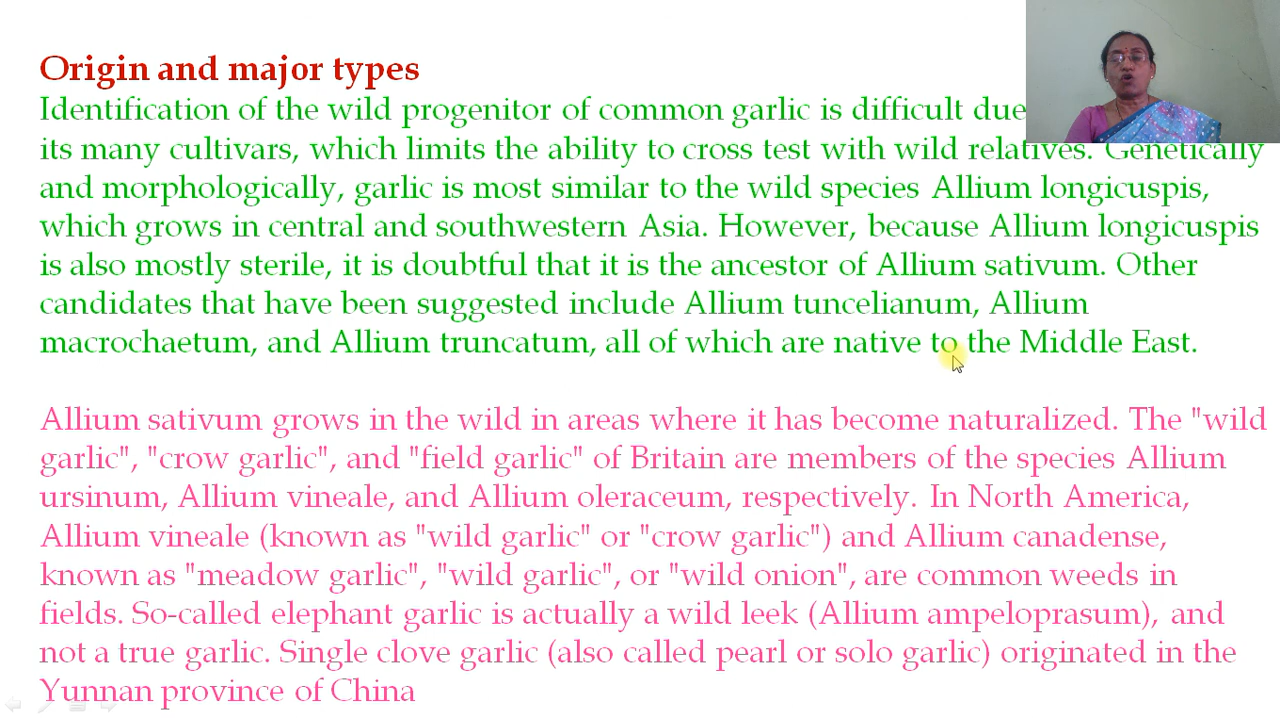 Origin and major types
Identification of the wild progenitor of common garlic is difficult due
its many cultivars, which limits the ability to cross test with wild relatives. Genetically
and morphologically, garlic is most similar to the wild species Allium longicuspis,
which grows in central and southwestern Asia. However, because Allium longicuspis
is also mostly sterile, it is doubtful that it is the ancestor of Allium sativum. Other
candidates that have been suggested include Allium tuncelianum, Allium
macrochaetum, and Allium truncatum, all of which are native to the Middle East.
Allium sativum grows in the wild in areas where it has become naturalized. The "wild
garlic", "crow garlic", and "field garlic" of Britain are members of the species Allium
ursinum, Allium vineale, and Allium oleraceum, respectively. In North America,
Allium vineale (known as "wild garlic" or "crow garlic") and Allium canadense,
known as "meadow garlic", "wild garlic", or "wild onion", are common weeds in
fields. So-called elephant garlic is actually a wild leek (Allium ampeloprasum), and
not a true garlic. Single clove garlic (also called pearl or solo garlic) originated in the
Yunnan province of China